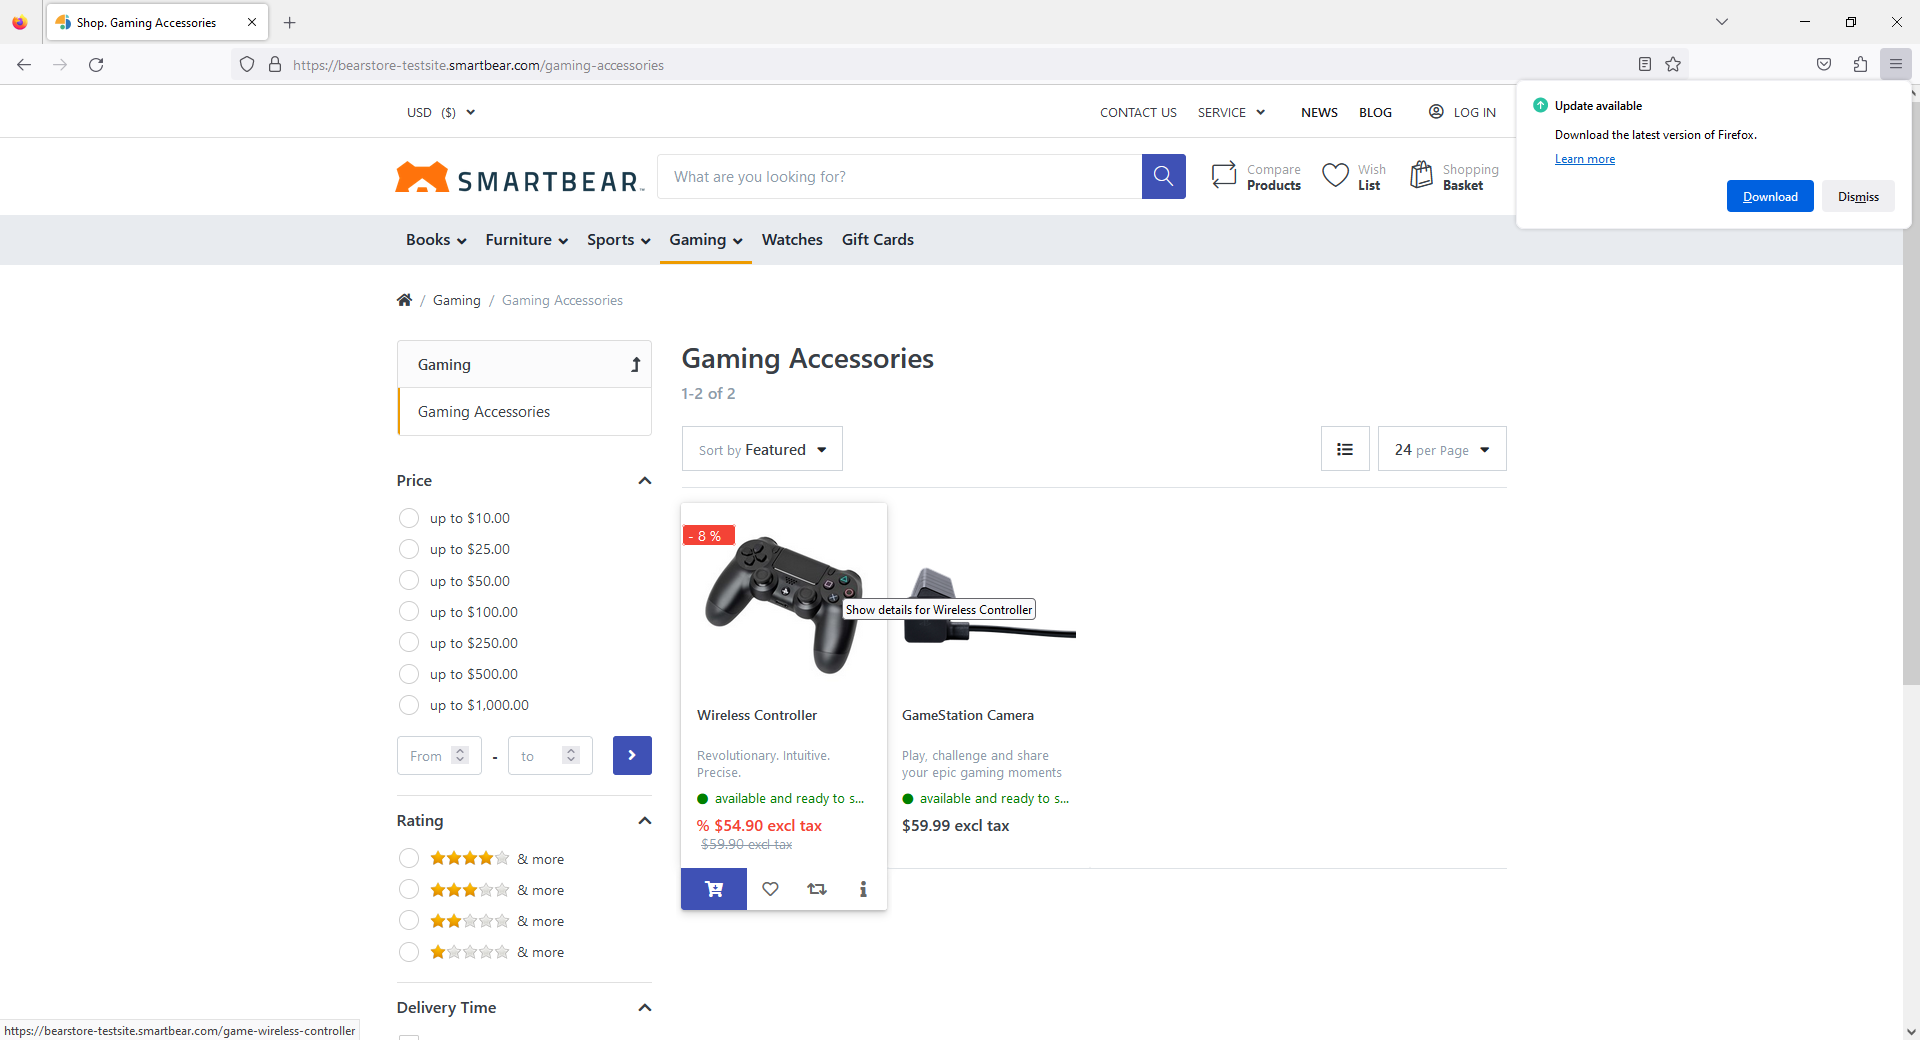 Shop. Gaming Accessories
https://bearstore-testsite.smartbear.com/gaming-accessories
Update available
Download the latest version of Firefox.
Learn more
Download
Dismiss
USD ($)
CONTACT US
SERVICE
NEWS
BLOG
LOG IN
SMARTBEAR
What are you looking for?
Compare
Products
Wish
List
Shopping
Basket
Books
Furniture
Sports
Gaming
Watches
Gift Cards
/ Gaming / Gaming Accessories
Gaming
Gaming Accessories
Gaming Accessories
1-2 of 2
Sort by Featured
24 per Page
Price
up to $10.00
up to $25.00
up to $50.00
up to $100.00
up to $250.00
up to $500.00
up to $1,000.00
From
-
to
Rating
& more
& more
& more
& more
Delivery Time
- 8 %
Show details for Wireless Controller
Wireless Controller
Revolutionary. Intuitive.
Precise.
available and ready to s...
% $54.90 excl tax
$59.90 excl tax
GameStation Camera
Play, challenge and share
your epic gaming moments
available and ready to s...
$59.99 excl tax
https://bearstore-testsite.smartbear.com/game-wireless-controller